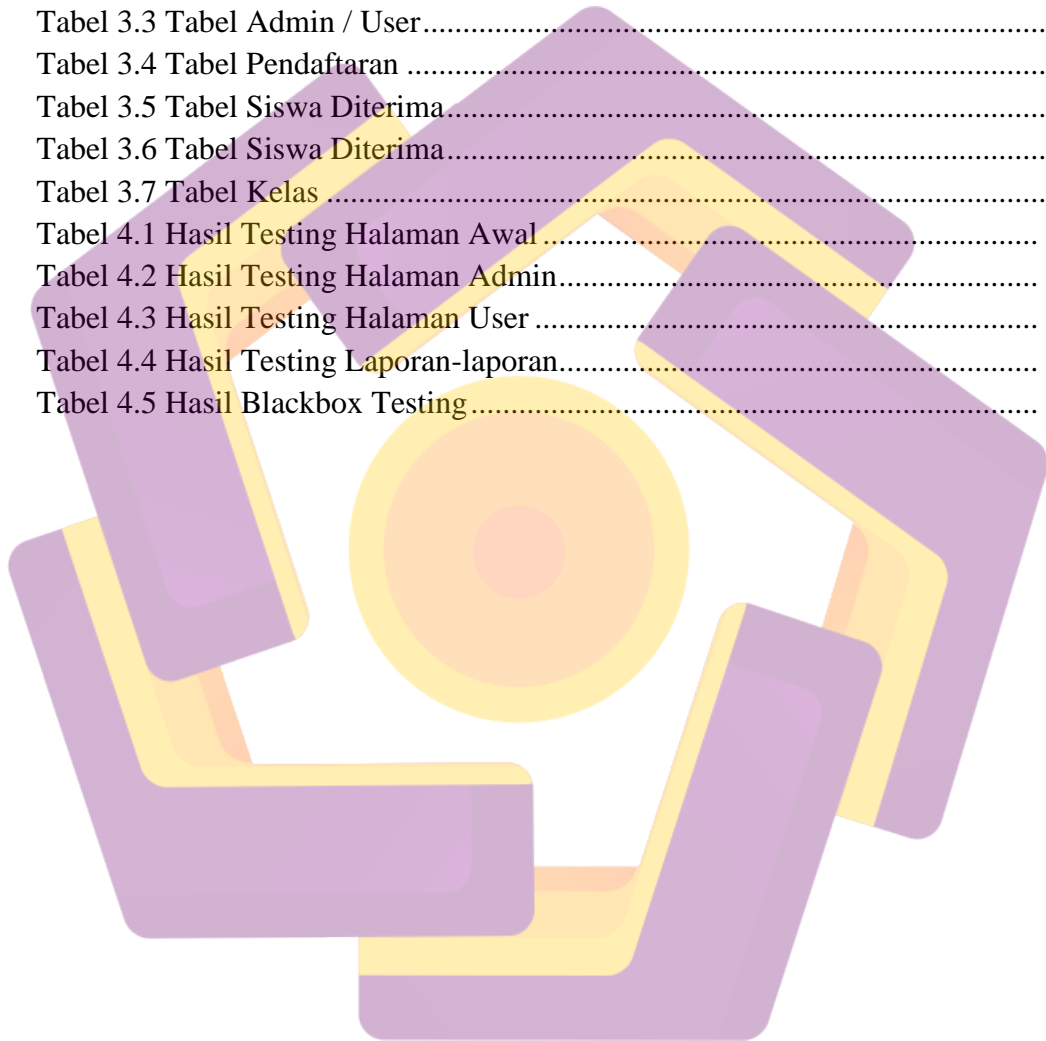 Tabel 3.3 Tabel Admin / User................................................................................
Tabel 3.4 Tabel Pendaftaran .................................................................................
Tabel 3.5 Tabel Siswa Diterima............................................................................
Tabel 3.6 Tabel Siswa Diterima............................................................................
Tabel 3.7 Tabel Kelas ...........................................................................................
Tabel 4.1 Hasil Testing Halaman Awal ...............................................................
Tabel 4.2 Hasil Testing Halaman Admin.............................................................
Tabel 4.3 Hasil Testing Halaman User ................................................................
Tabel 4.4 Hasil Testing Laporan-laporan.............................................................
Tabel 4.5 Hasil Blackbox Testing........................................................................